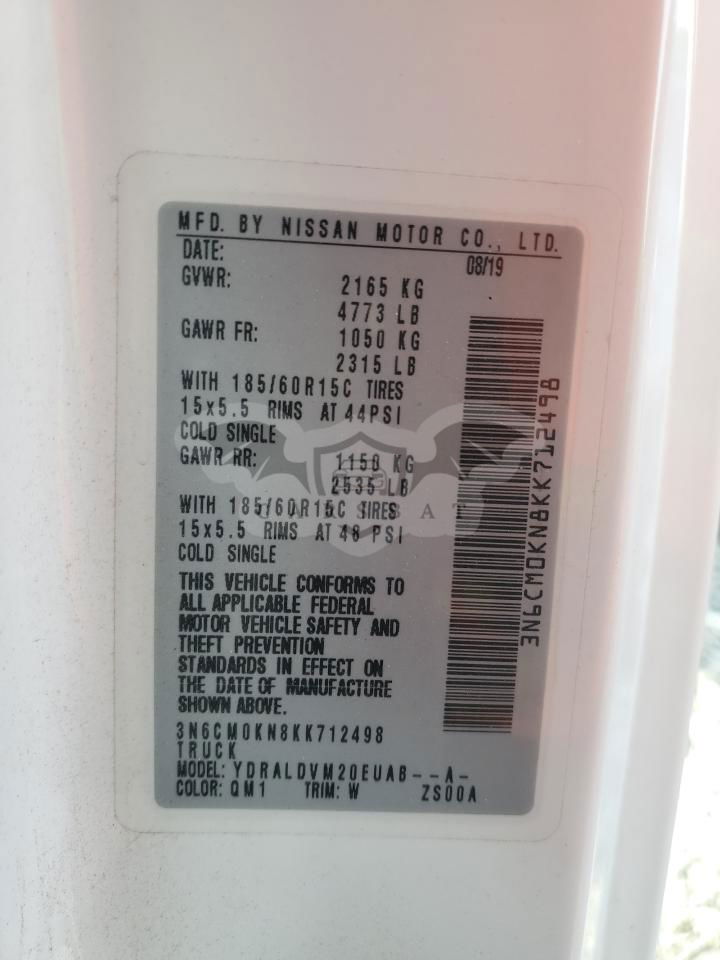 MFD. BY NISSAN MOTOR CO., LTD.
DATE: 08/19
GVWR: 2165 KG
4773 LB
GAWR FR: 1050 KG
2315 LB
WITH 185/60R15C TIRES
15x5.5 RIMS AT 44PSI
COLD SINGLE
GAWR RR: 1150 KG
2535 LB
WITH 185/60R15C TIRES
15x5.5 RIMS AT 48 PSI
COLD SINGLE
THIS VEHICLE CONFORMS TO
ALL APPLICABLE FEDERAL
MOTOR VEHICLE SAFETY AND
THEFT PREVENTION
STANDARDS IN EFFECT ON
THE DATE OF MANUFACTURE
SHOWN ABOVE.
3N6CM0KN8KK712498
TRUCK
MODEL: YDRALDVM20EUAB--A-
COLOR: QM1 TRIM: W ZS00A
3N6CM0KN8KK712498